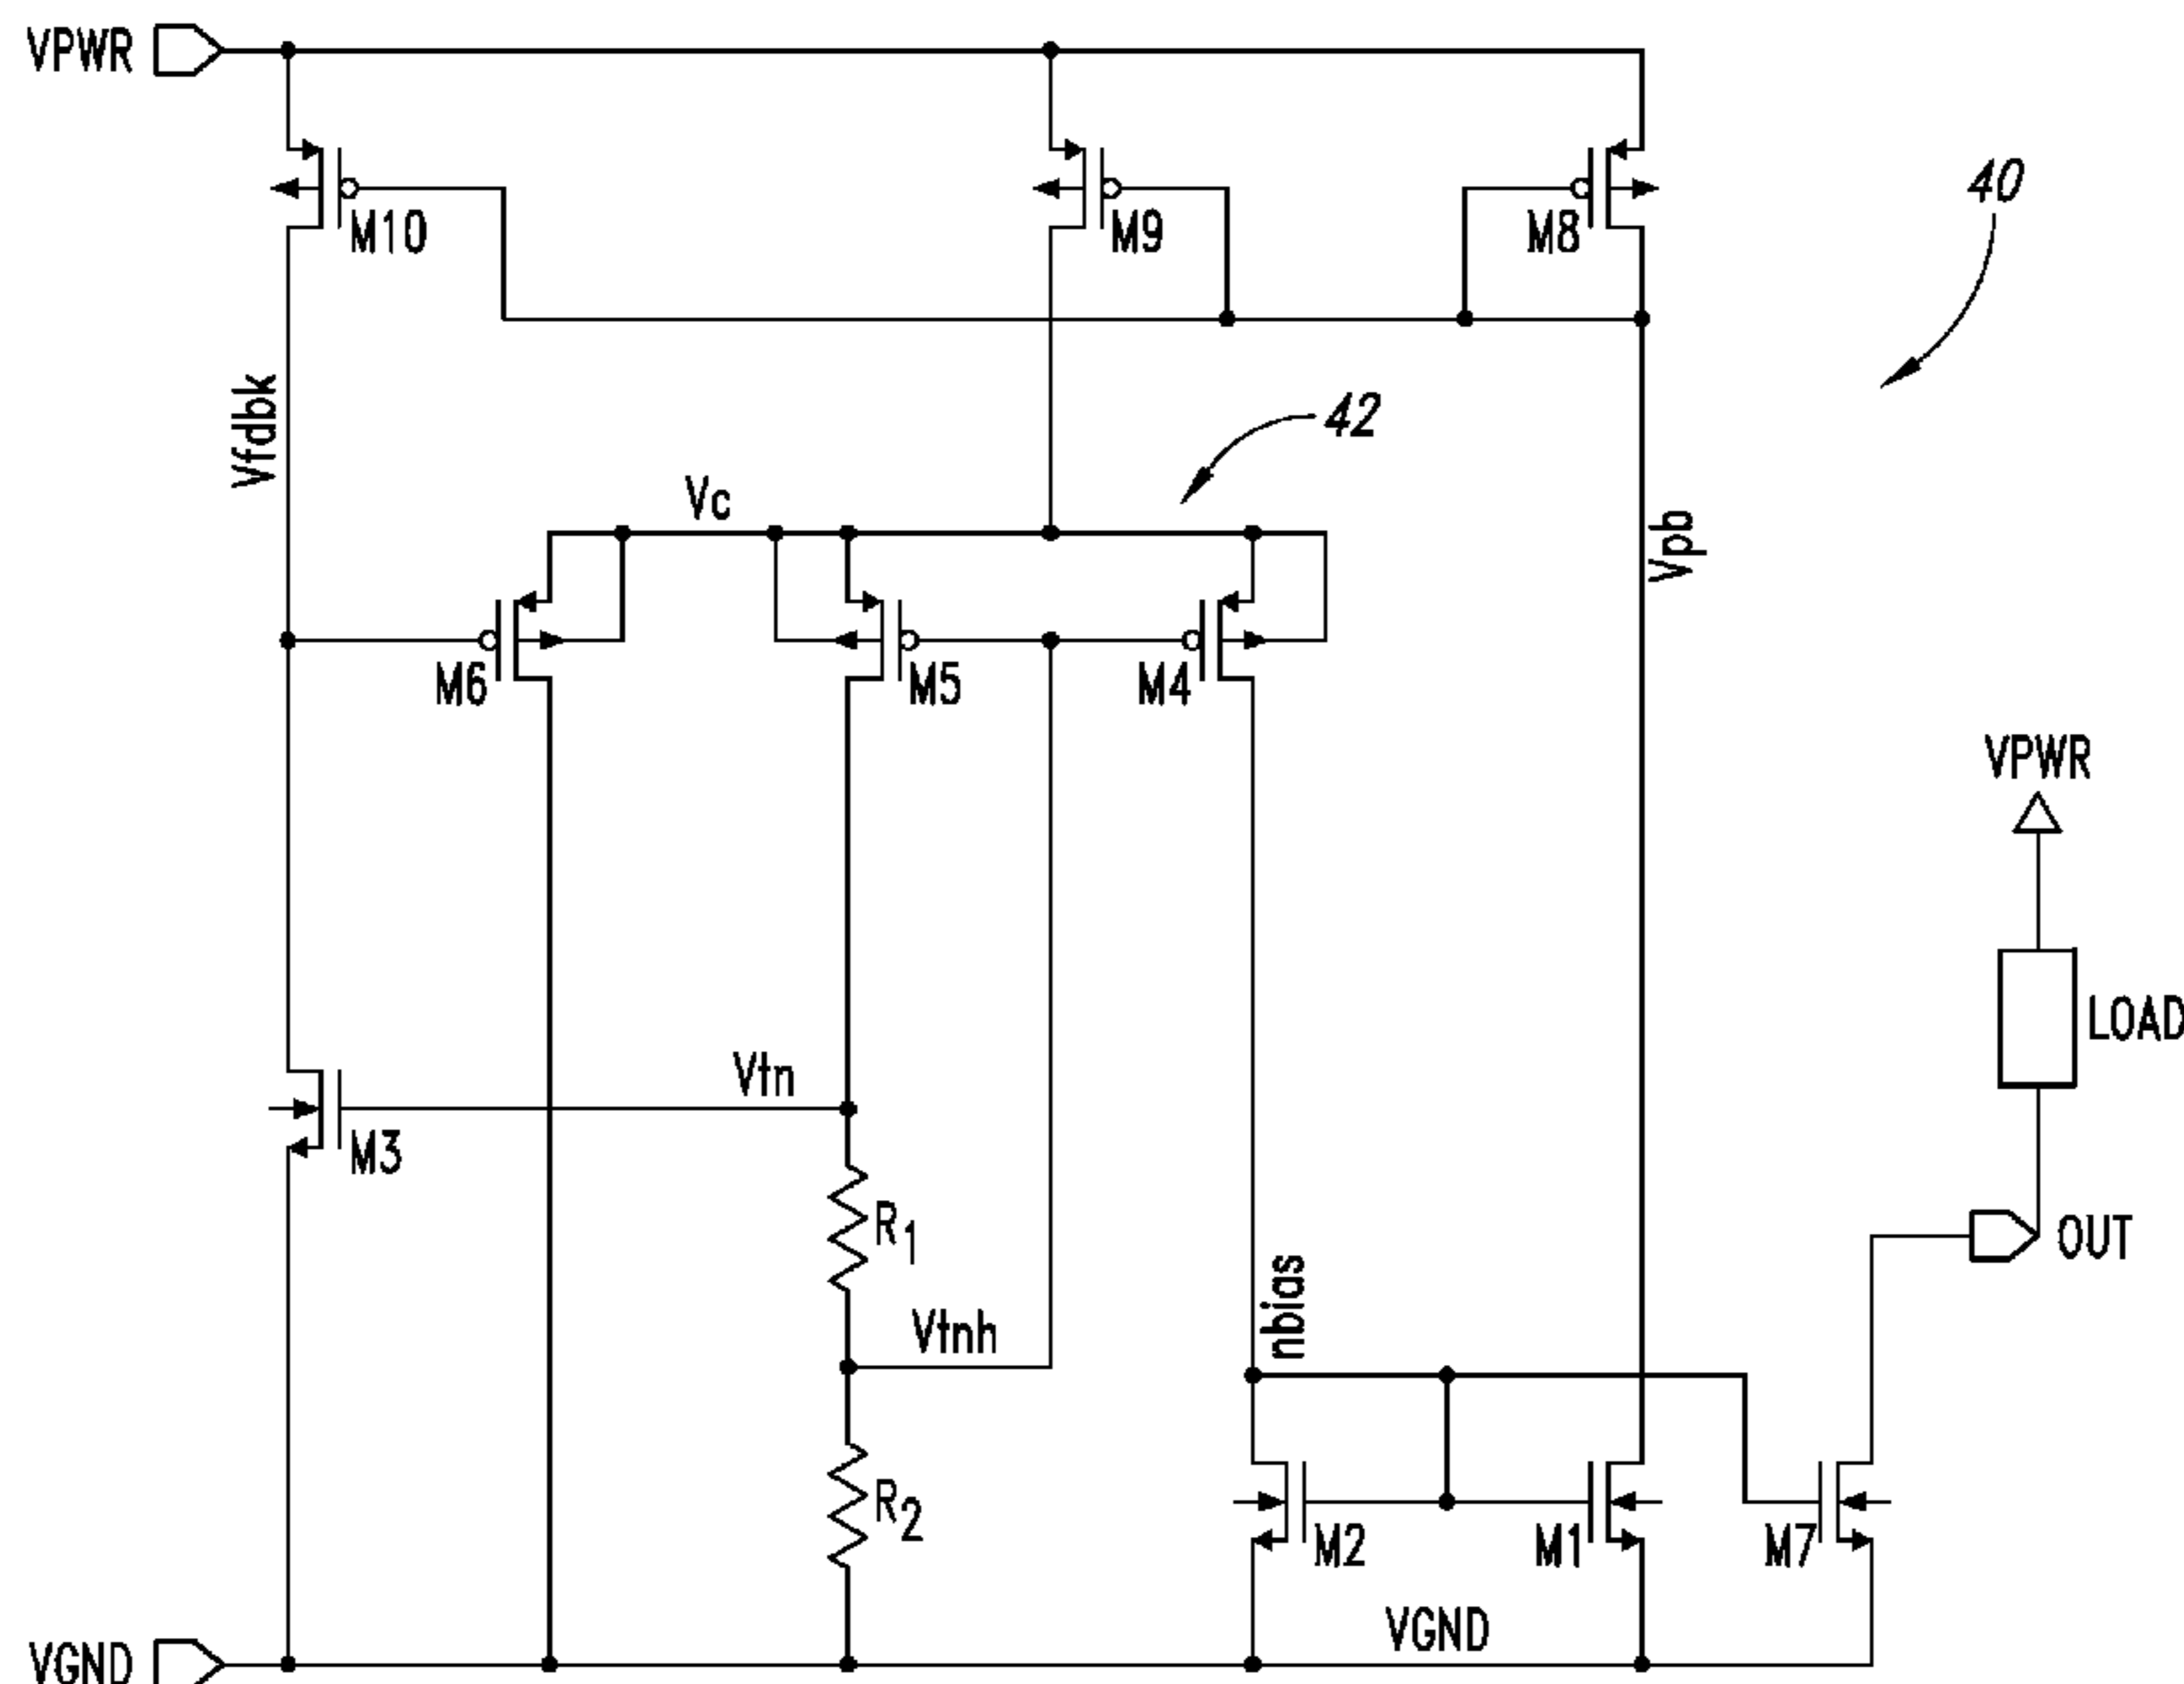 VPWR
M10
M9
M8
40
Vfdbk
42
Vc
Vpb
M6
M5
M4
VPWR
LOAD
Vtn
M3
R1
OUT
nbias
Vtnh
R2
M2
M1
M7
VGND
VGND